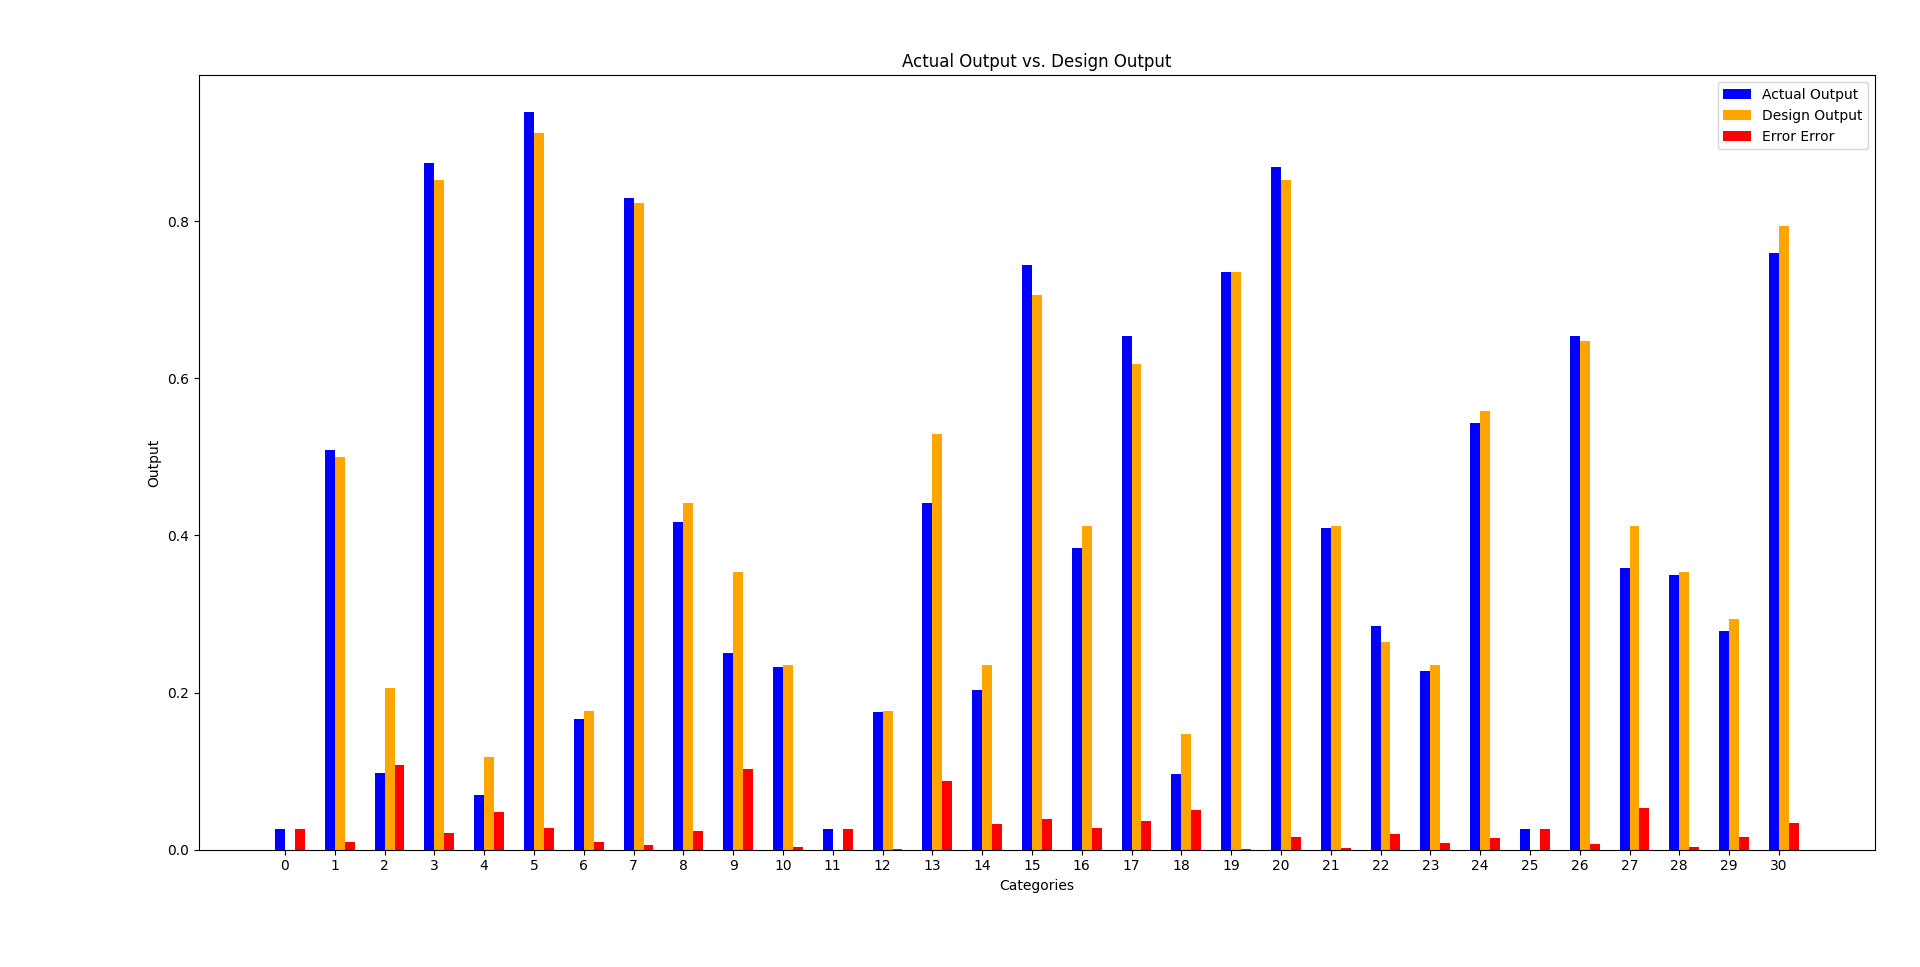 Actual Output vs. Design Output
Actual Output
Design Output
Error Error
0.8
0.6
0.4
0.2
0.0
Output
0 1 2 3 4 5 6 7 8 9 10 11 12 13 14 15 16 17 18 19 20 21 22 23 24 25 26 27 28 29 30
Categories